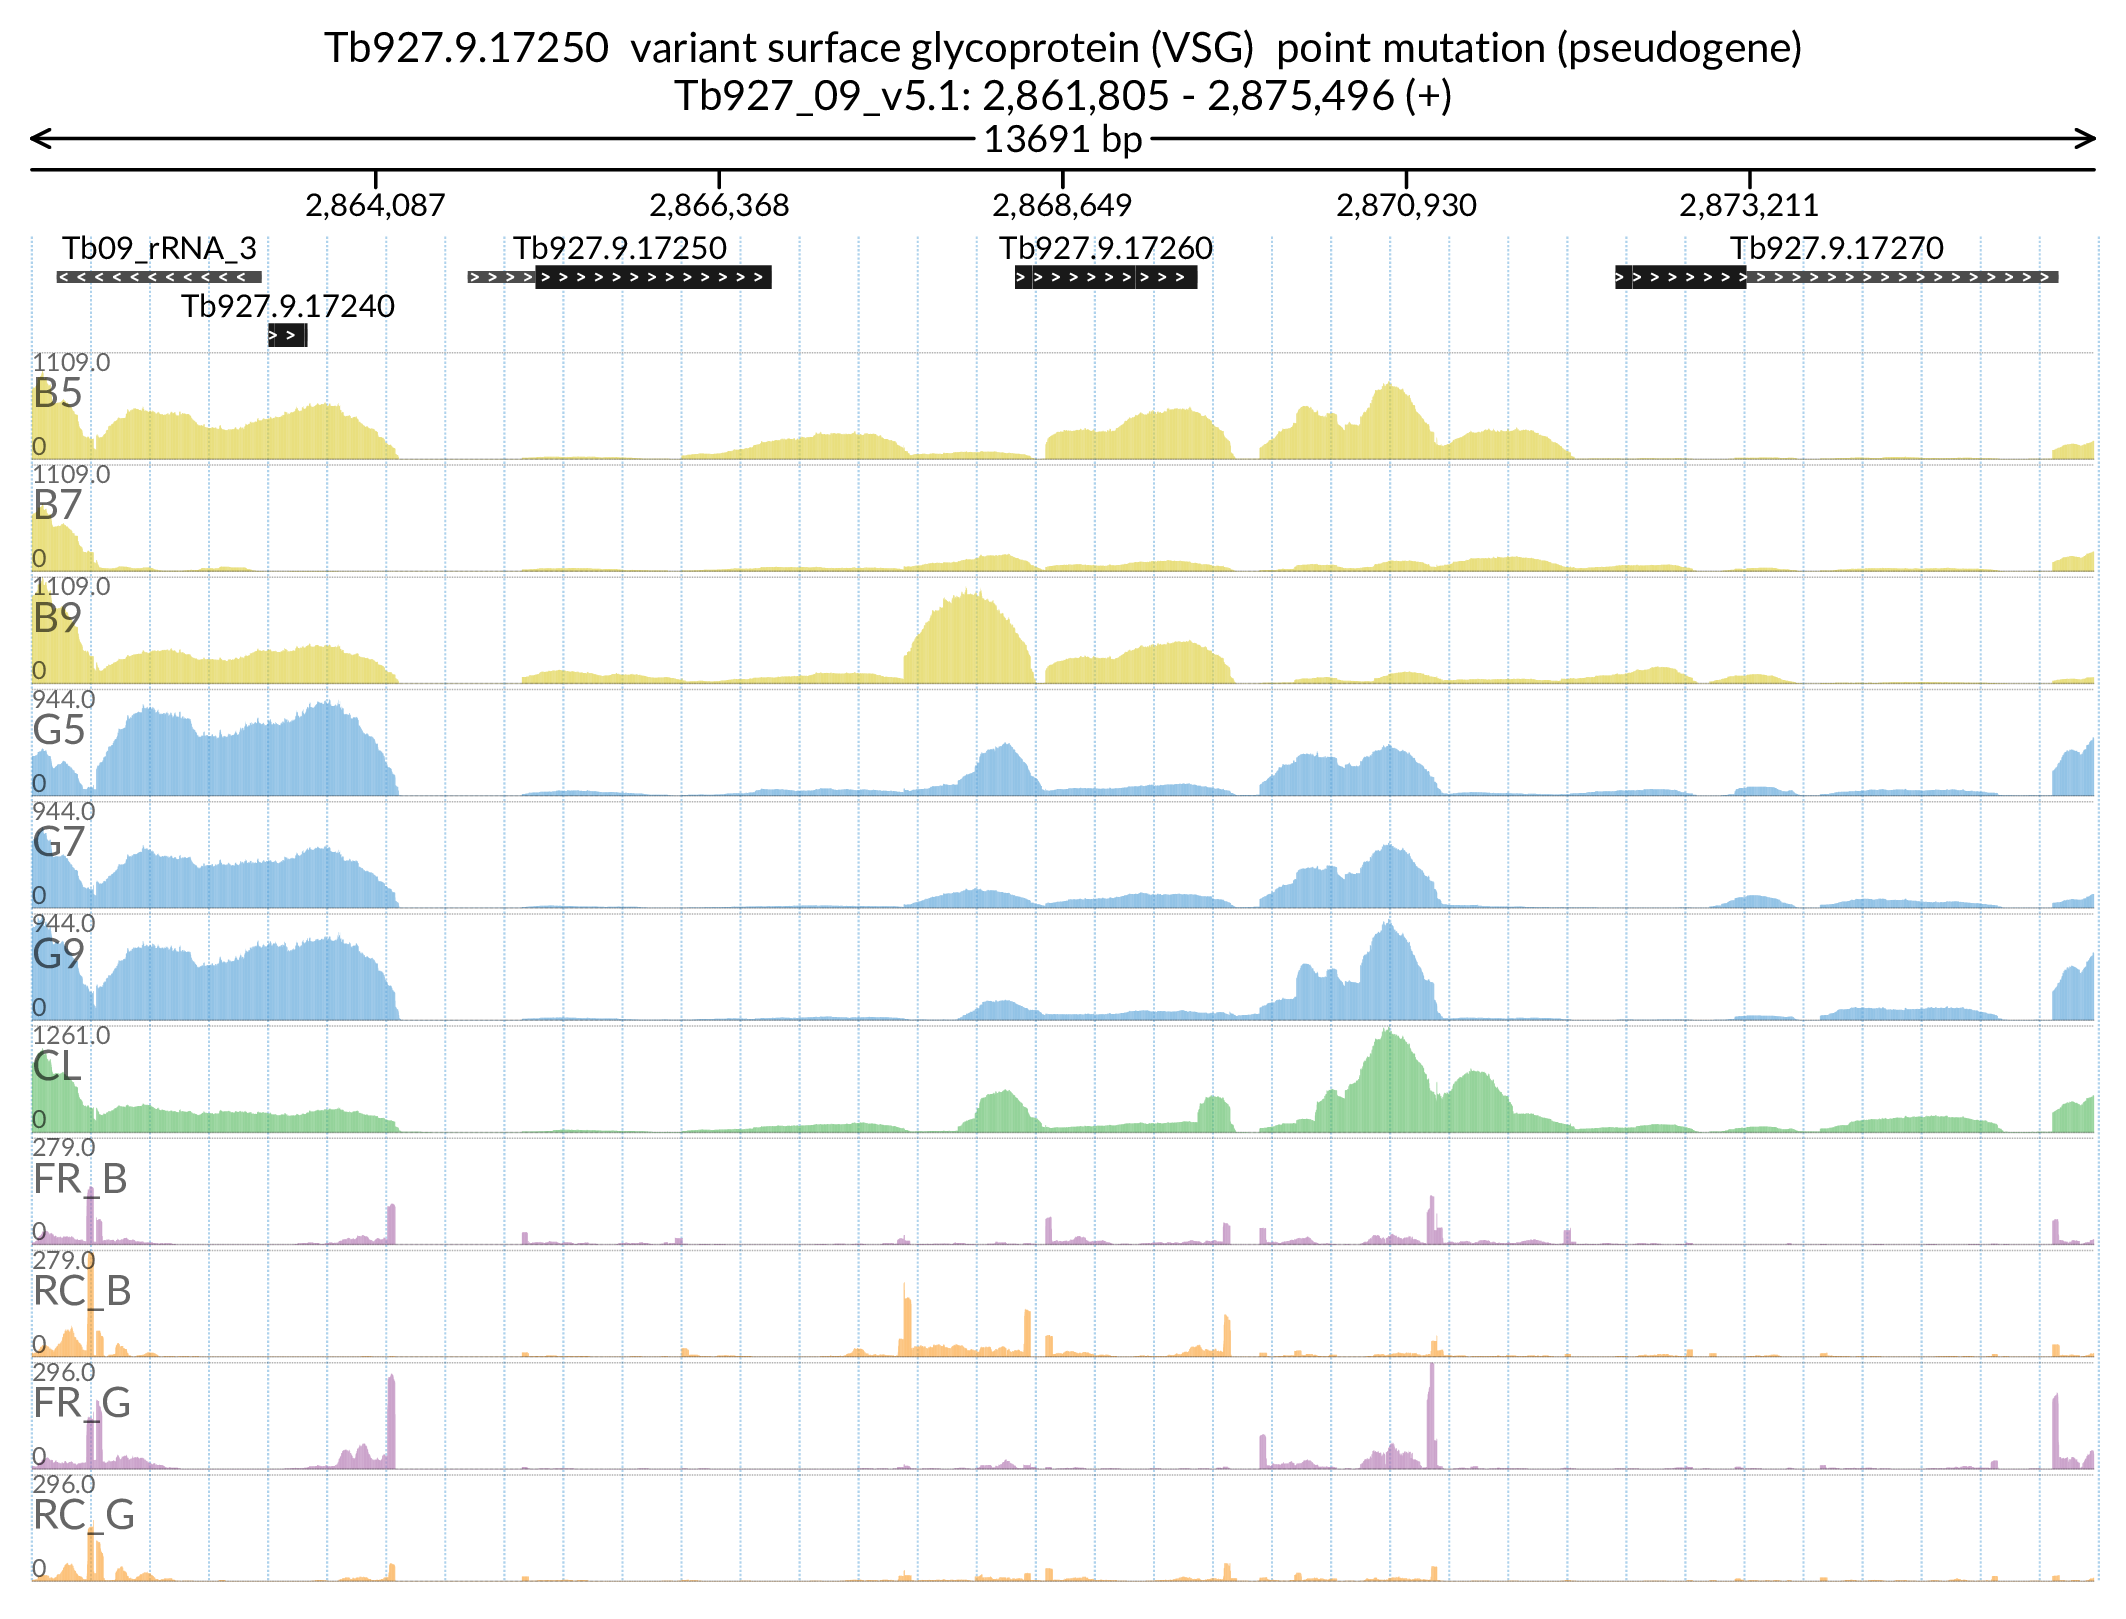 Tb927.9.17250  variant surface glycoprotein (VSG)  point mutation (pseudogene)
Tb927_09_v5.1: 2,861,805 - 2,875,496 (+)
13691 bp
2,864,087 2,866,368 2,868,649 2,870,930 2,873,211
Tb09_rRNA_3 Tb927.9.17250 Tb927.9.17260 Tb927.9.17270
Tb927.9.17240
1109.0
B5
0
1109.0
B7
0
1109.0
B9
0
944.0
G5
0
944.0
G7
0
944.0
G9
0
1261.0
CL
0
279.0
FR_B
0
279.0
RC_B
0
296.0
FR_G
0
296.0
RC_G
0